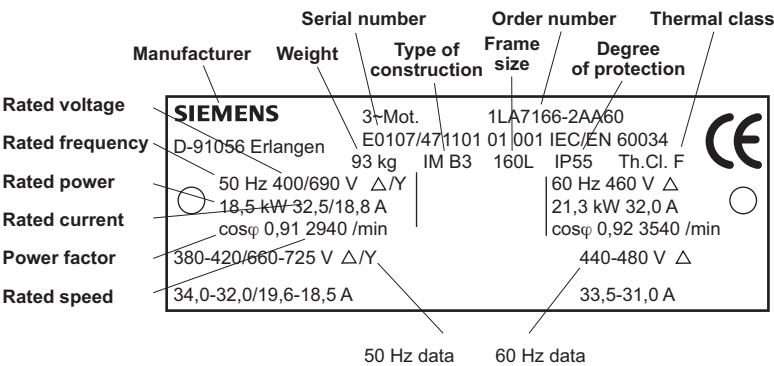 Serial number Order number Thermal class
Manufacturer Weight Type of construction Frame size Degree of protection
Rated voltage SIEMENS 3~Mot. 1LA7166-2AA60 CE
Rated frequency D-91056 Erlangen E0107/471101 01 001 IEC/EN 60034
93 kg IM B3 160L IP55 Th.Cl. F
Rated power 50 Hz 400/690 V △/Y 60 Hz 460 V △
18,5 kW 32,5/18,8 A 21,3 kW 32,0 A
Rated current cosφ 0,91 2940 /min cosφ 0,92 3540 /min
Power factor 380-420/660-725 V △/Y 440-480 V △
Rated speed 34,0-32,0/19,6-18,5 A 33,5-31,0 A
50 Hz data 60 Hz data